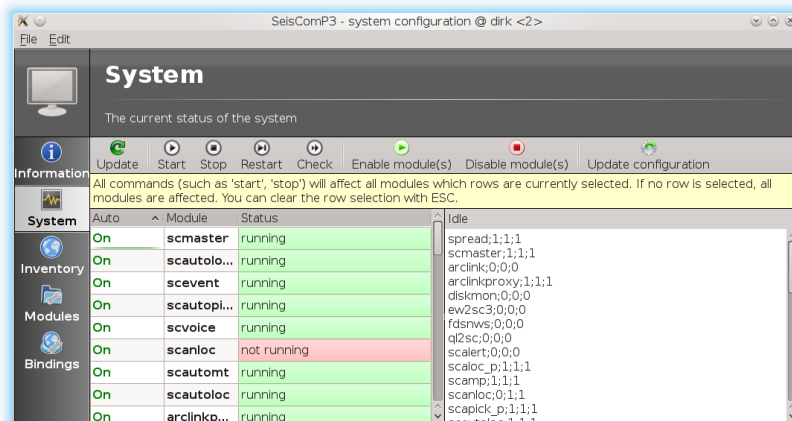 SeisComP3 - system configuration @ dirk <2>
File Edit
System
The current status of the system
Information
System
Inventory
Modules
Bindings
Update Start Stop Restart Check Enable module(s) Disable module(s) Update configuration
All commands (such as 'start', 'stop') will affect all modules which rows are currently selected. If no row is selected, all
modules are affected. You can clear the row selection with ESC.
Auto Module Status
On scmaster running
On scautolo... running
On scevent running
On scautopi... running
On scvoice running
On scanloc not running
On scautomt running
On scautoloc running
On arclinkp... running
Idle
spread;1;1;1
scmaster;1;1;1
arclink;0;0;0
arclinkproxy;1;1;1
diskmon;0;0;0
ew2sc3;0;0;0
fdsnws;0;0;0
ql2sc;0;0;0
scalert;0;0;0
scaloc_p;1;1;1
scamp;1;1;1
scanloc;0;1;1
scapick_p;1;1;1